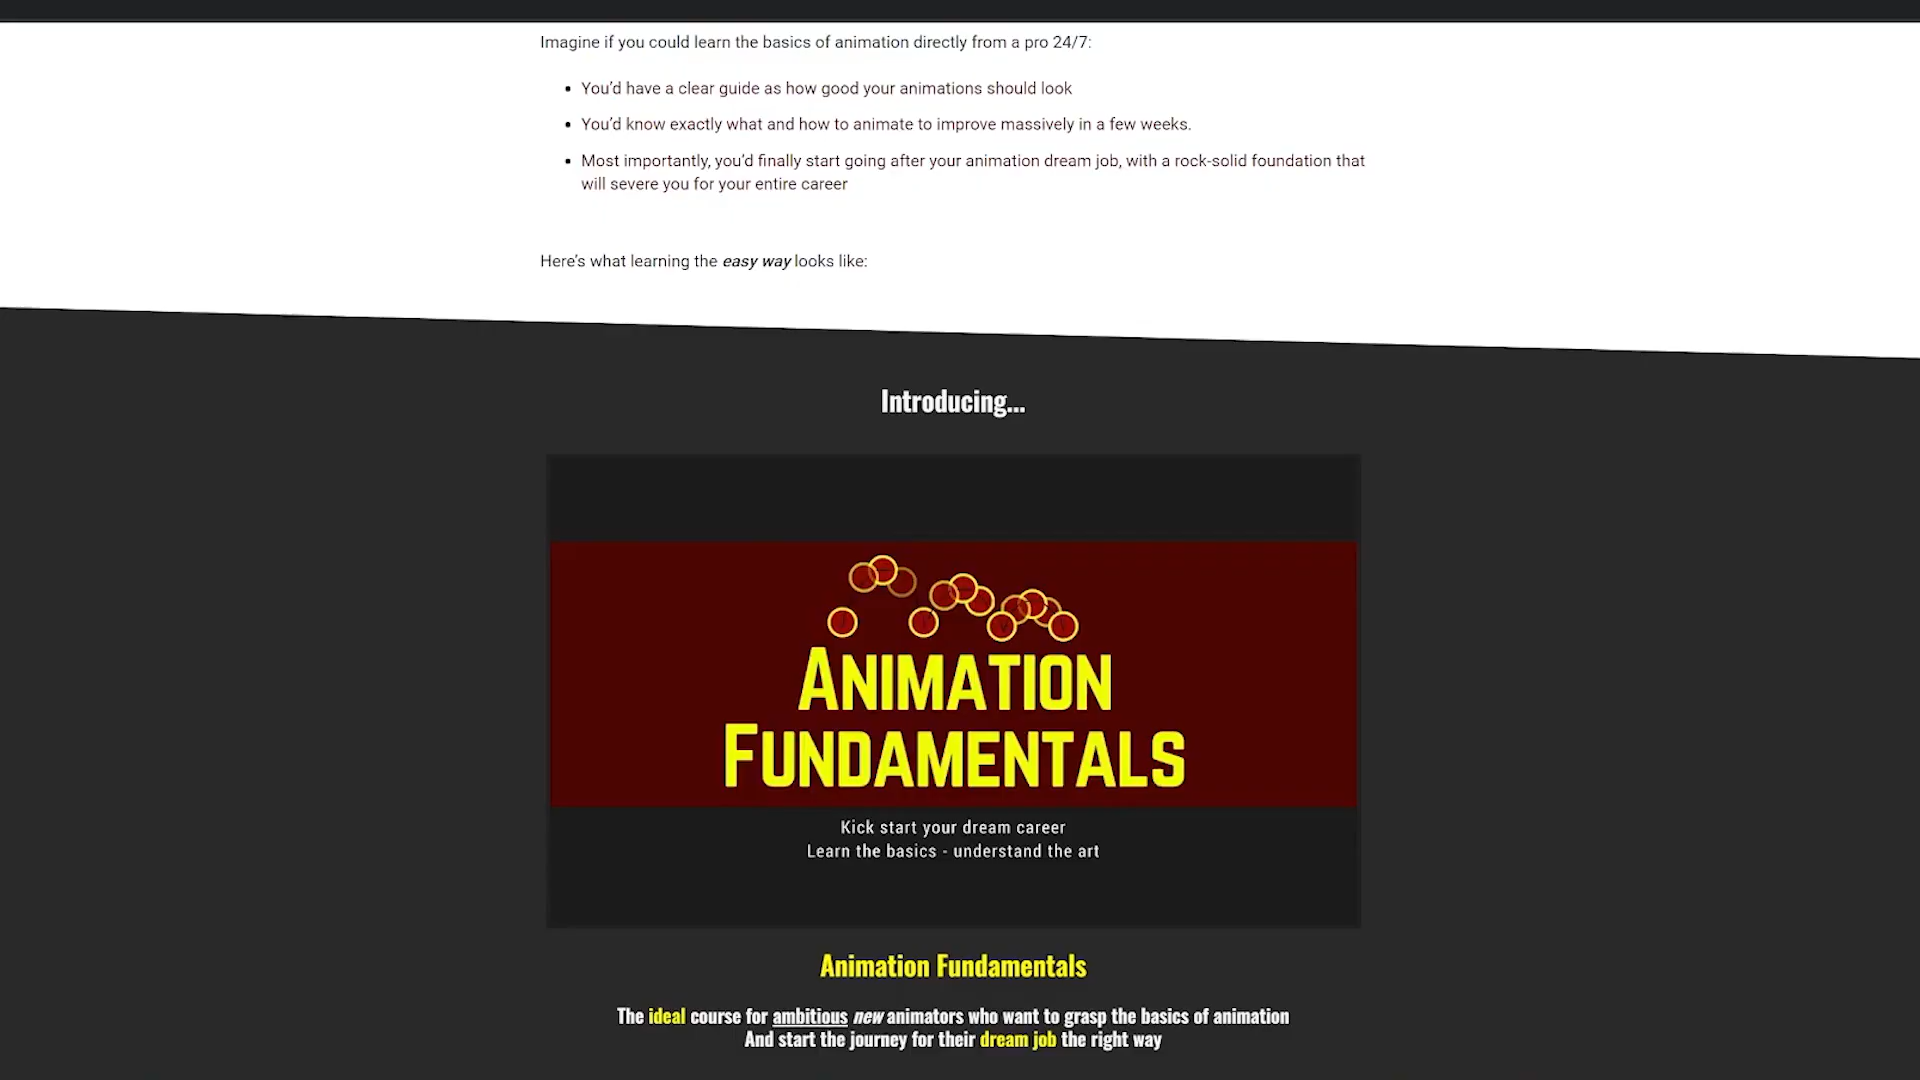 Imagine if you could learn the basics of animation directly from a pro 24/7:
You’d have a clear guide as how good your animations should look
You’d know exactly what and how to animate to improve massively in a few weeks.
Most importantly, you’d finally start going after your animation dream job, with a rock-solid foundation that
will severe you for your entire career
Here’s what learning the easy way looks like:
Introducing...
Animation
Fundamentals
Kick start your dream career
Learn the basics - understand the art
Animation Fundamentals
The ideal course for ambitious new animators who want to grasp the basics of animation
And start the journey for their dream job the right way